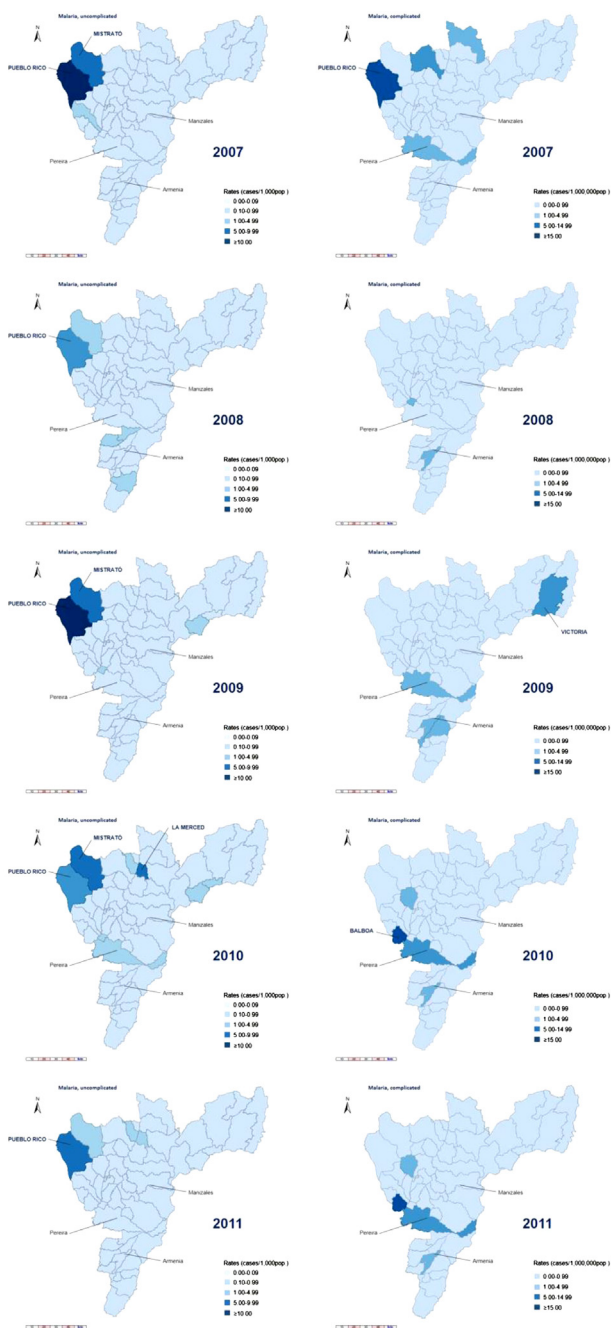 Malaria, uncomplicated
N
MISTRATO
PUEBLO RICO
Manizales
Pereira
2007
Armenia
Rates (cases/1,000pop )
0 00-0 09
0 10-0 99
1 00-4 99
5 00-9 99
≥10 00
Malaria, complicated
N
PUEBLO RICO
Manizales
Pereira
2007
Armenia
Rates (cases/1,000,000pop )
0 00-0 99
1 00-4 99
5 00-14 99
≥15 00
Malaria, uncomplicated
N
PUEBLO RICO
Manizales
Pereira
2008
Armenia
Rates (cases/1,000pop )
0 00-0 09
0 10-0 99
1 00-4 99
5 00-9 99
≥10 00
Malaria, complicated
N
Manizales
Pereira
2008
Armenia
Rates (cases/1,000,000pop )
0 00-0 99
1 00-4 99
5 00-14 99
≥15 00
Malaria, uncomplicated
N
MISTRATÓ
PUEBLO RICO
Manizales
Pereira
2009
Armenia
Rates (cases/1,000pop )
0 00-0 09
0 10-0 99
1 00-4 99
5 00-9 99
≥10 00
Malaria, complicated
N
VICTORIA
Manizales
Pereira
2009
Armenia
Rates (cases/1,000,000pop )
0 00-0 99
1 00-4 99
5 00-14 99
≥15 00
Malaria, uncomplicated
N
LA MERCED
MISTRATÓ
PUEBLO RICO
Manizales
Pereira
2010
Armenia
Rates (cases/1,000pop )
0 00-0 09
0 10-0 99
1 00-4 99
5 00-9 99
≥10 00
Malaria, complicated
N
Manizales
BALBOA
Pereira
2010
Armenia
Rates (cases/1,000,000pop )
0 00-0 99
1 00-4 99
5 00-14 99
≥15 00
Malaria, uncomplicated
N
PUEBLO RICO
Manizales
Pereira
2011
Armenia
Rates (cases/1,000pop )
0 00-0 09
0 10-0 99
1 00-4 99
5 00-9 99
≥10 00
Malaria, complicated
N
Manizales
Pereira
2011
Armenia
Rates (cases/1,000,000pop )
0 00-0 99
1 00-4 99
5 00-14 99
≥15 00